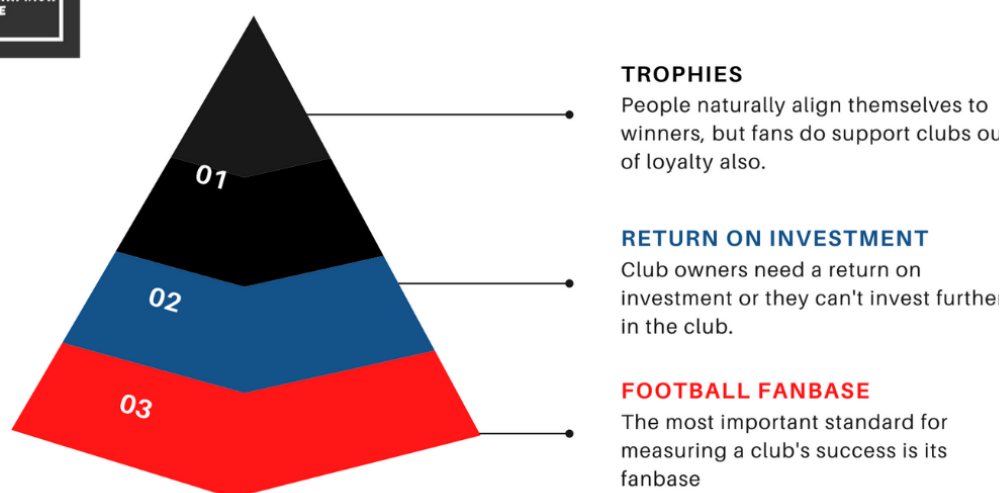 01
TROPHIES
People naturally align themselves to
winners, but fans do support clubs
of loyalty also.
02
RETURN ON INVESTMENT
Club owners need a return on
investment or they can't invest further
in the club.
03
FOOTBALL FANBASE
The most important standard for
measuring a club's success is its
fanbase